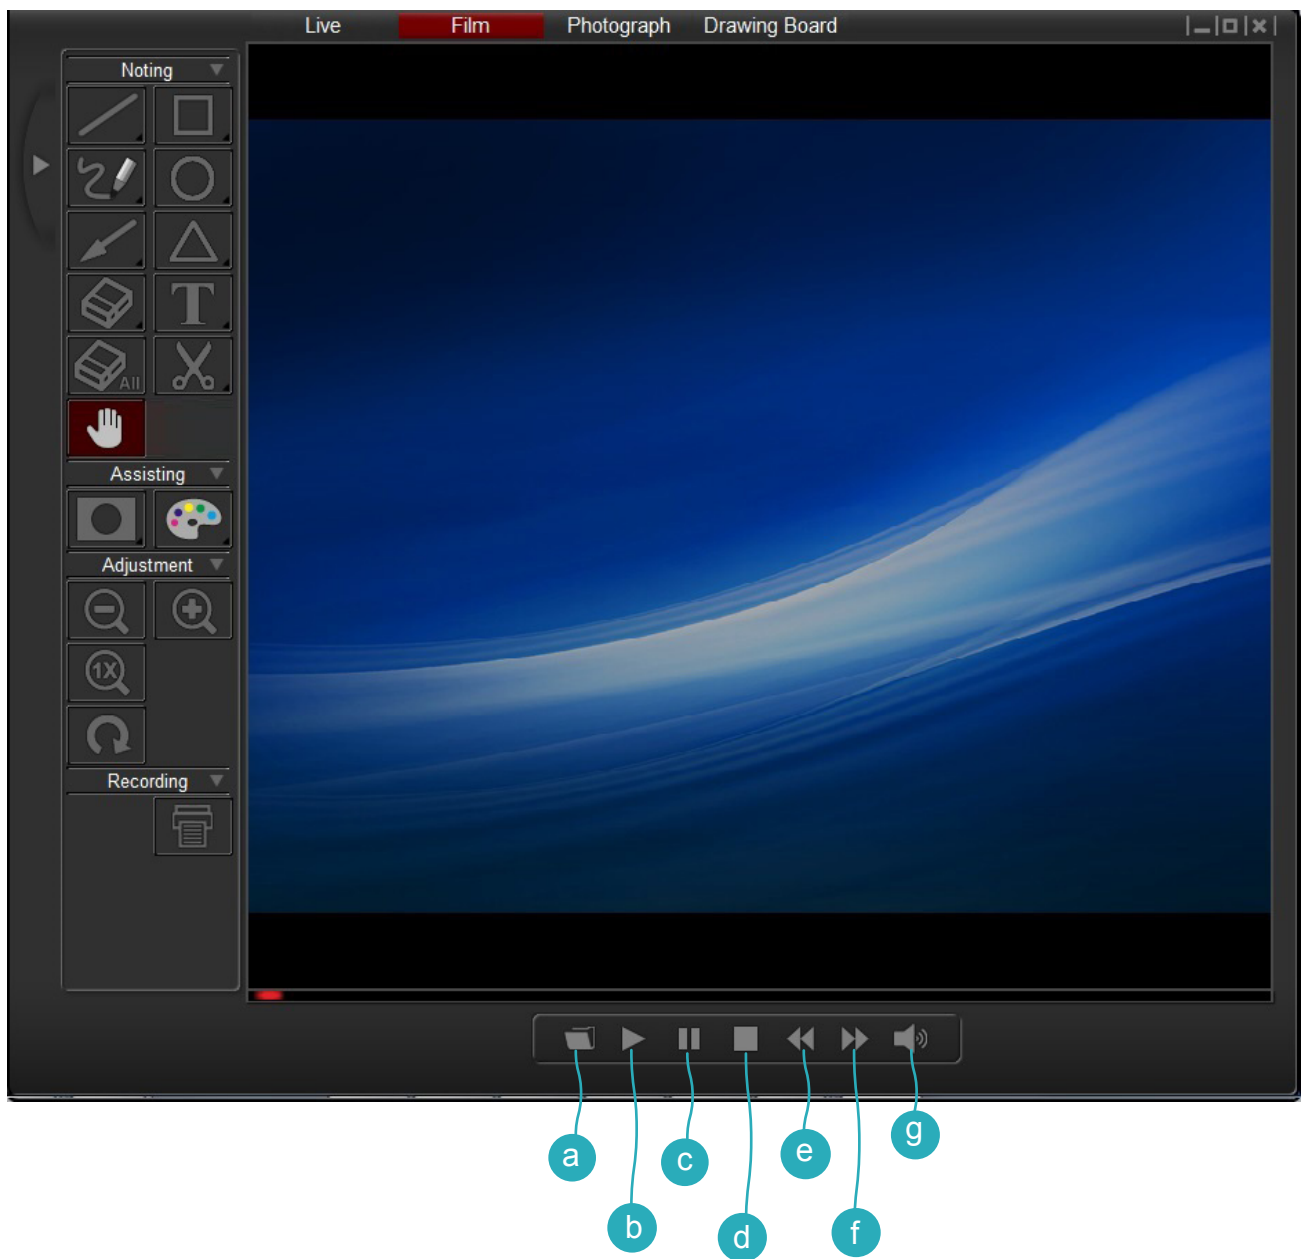 Live Film Photograph Drawing Board
Noting
T
All
Assisting
Adjustment
1X
Recording
a
b
c
d
e
f
g